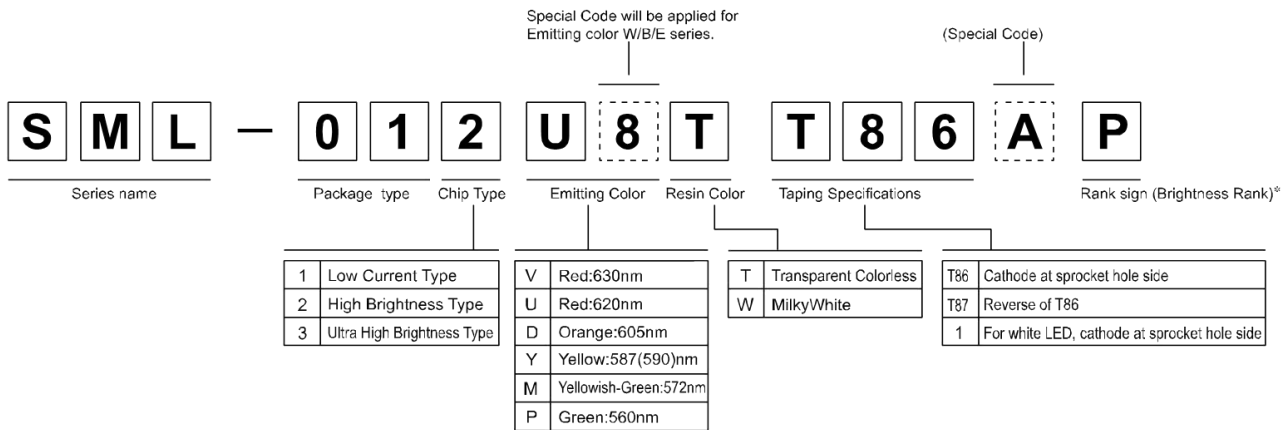 Special Code will be applied for
Emitting color W/B/E series.
(Special Code)
S M L — 0 1 2 U 8 T T 8 6 A P
Series name Package type Chip Type Emitting Color Resin Color Taping Specifications Rank sign (Brightness Rank)*
1 Low Current Type
2 High Brightness Type
3 Ultra High Brightness Type
V Red:630nm
U Red:620nm
D Orange:605nm
Y Yellow:587(590)nm
M Yellowish-Green:572nm
P Green:560nm
T Transparent Colorless
W MilkyWhite
T86 Cathode at sprocket hole side
T87 Reverse of T86
1 For white LED, cathode at sprocket hole side